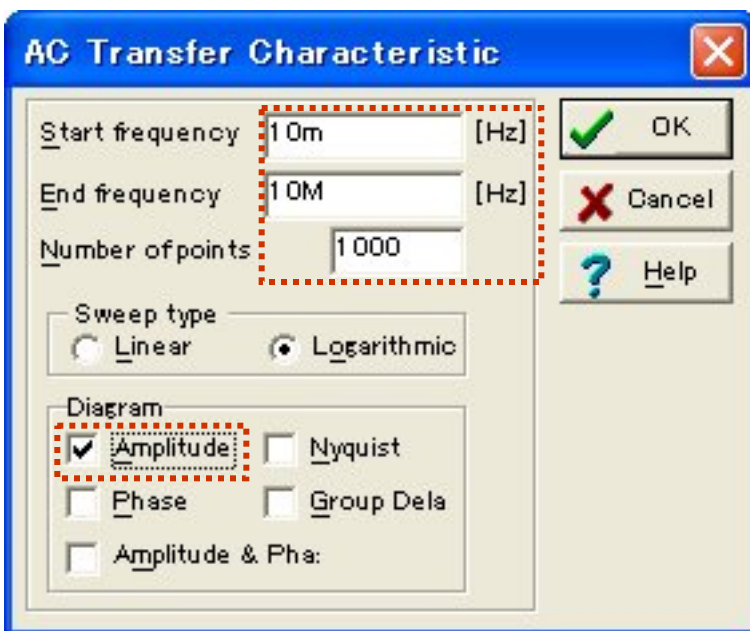 AC Transfer Characteristic
Start frequency 10m [Hz] OK
End frequency 10M [Hz] Cancel
Number of points 1000 Help
Sweep type
Linear Logarithmic
Diagram
Amplitude Nyquist
Phase Group Dela
Amplitude & Pha: